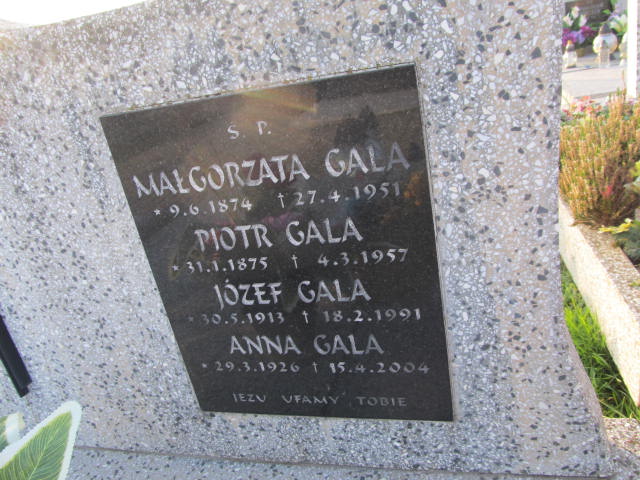 S. P.
MAŁGORZATA GALA
* 9.6.1874 † 27.4.1951
PIOTR GALA
* 31.1.1875 † 4.3.1957
JÓZEF GALA
* 30.5.1913 † 18.2.1991
ANNA GALA
* 29.3.1926 † 15.4.2004
JEZU UFAMY TOBIE